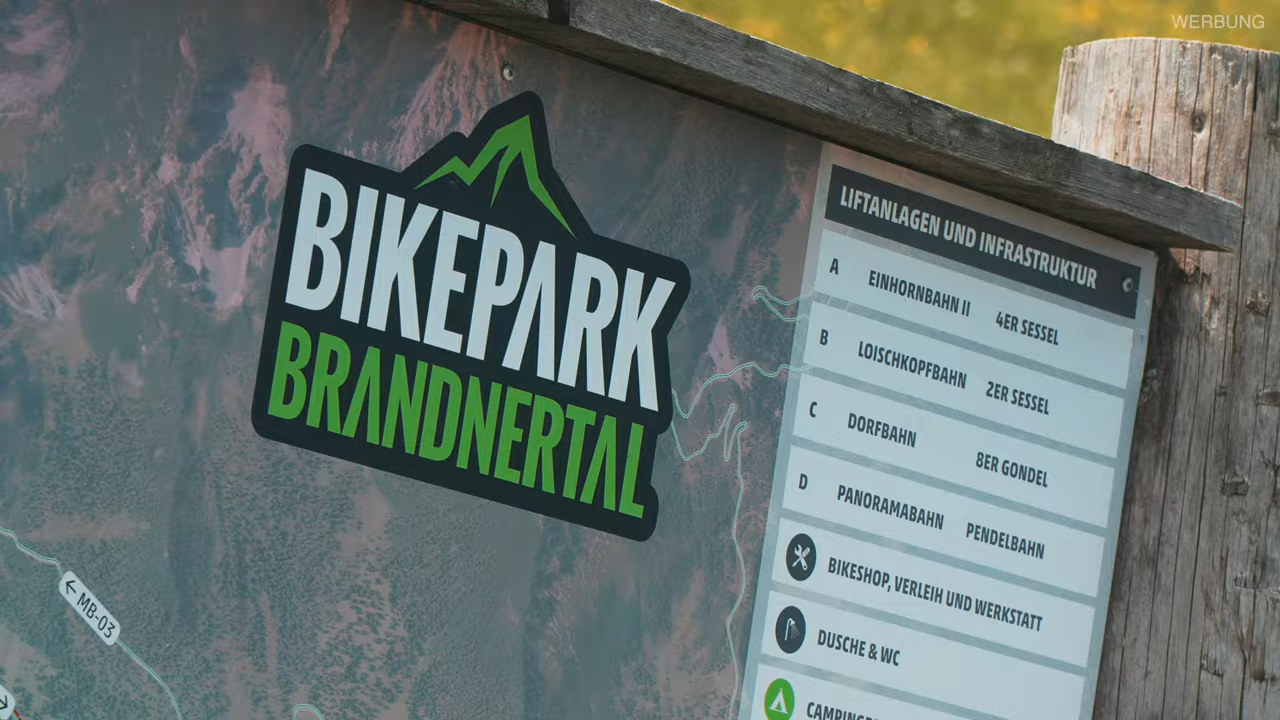 WERBUNG
BIKEPARK
BRANDNERTAL
LIFTANLAGEN UND INFRASTRUKTUR
A EINHORNBAHN II 4ER SESSEL
B LOISCHKOPFBAHN 2ER SESSEL
C DORFBAHN 8ER GONDEL
D PANORAMABAHN PENDELBAHN
BIKESHOP, VERLEIH UND WERKSTATT
DUSCHE & WC
← MB-03